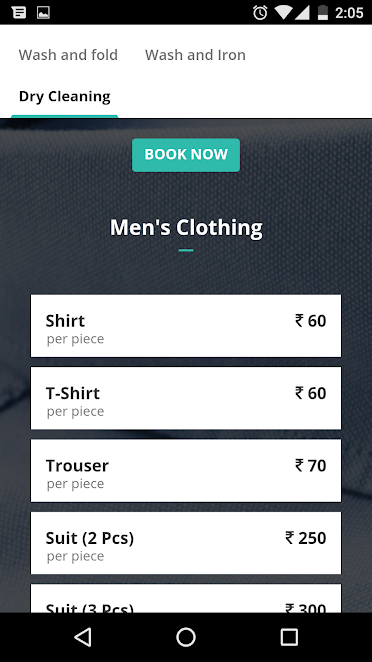 2:05
Wash and fold
Wash and Iron
Dry Cleaning
BOOK NOW
Men's Clothing
Shirt ₹ 60
per piece
T-Shirt ₹ 60
per piece
Trouser ₹ 70
per piece
Suit (2 Pcs) ₹ 250
per piece
Suit (3 Pcs) ₹ 300